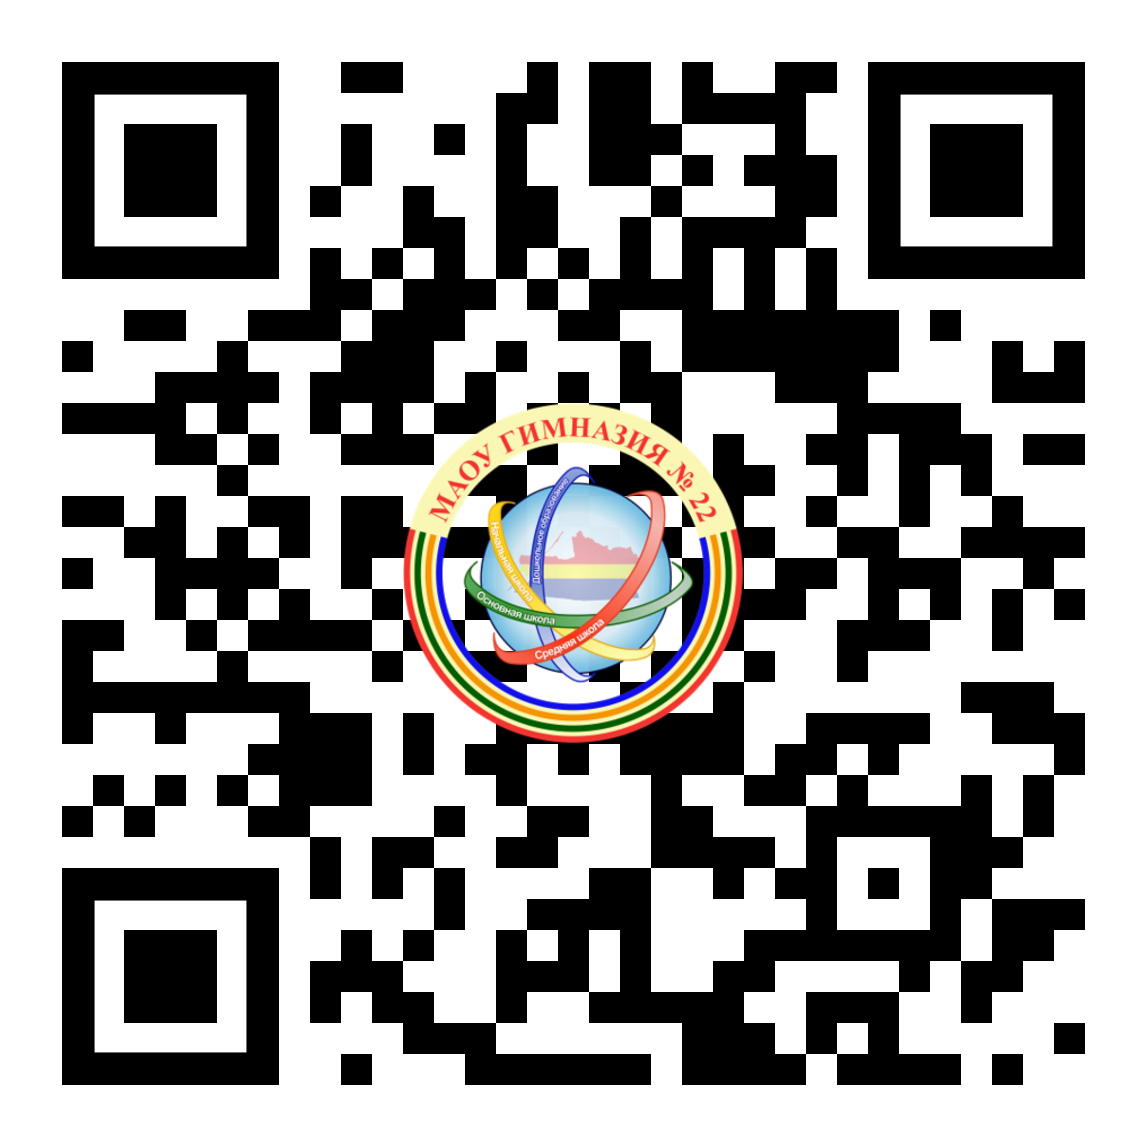 МАОУ ГИМНАЗИЯ № 22
Дошкольное образование
Начальная школа
Основная школа
Средняя школа